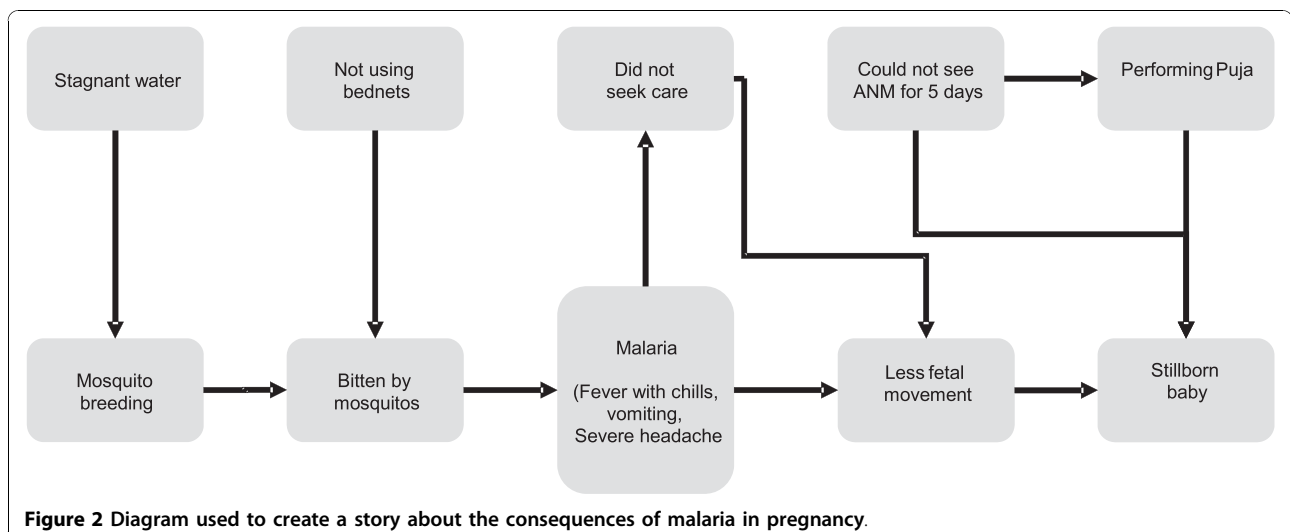 Stagnant water
Not using
bednets
Did not
seek care
Could not see
ANM for 5 days
Performing Puja
Mosquito
breeding
Bitten by
mosquitos
Malaria
(Fever with chills,
vomiting,
Severe headache
Less fetal
movement
Stillborn
baby
Figure 2 Diagram used to create a story about the consequences of malaria in pregnancy.